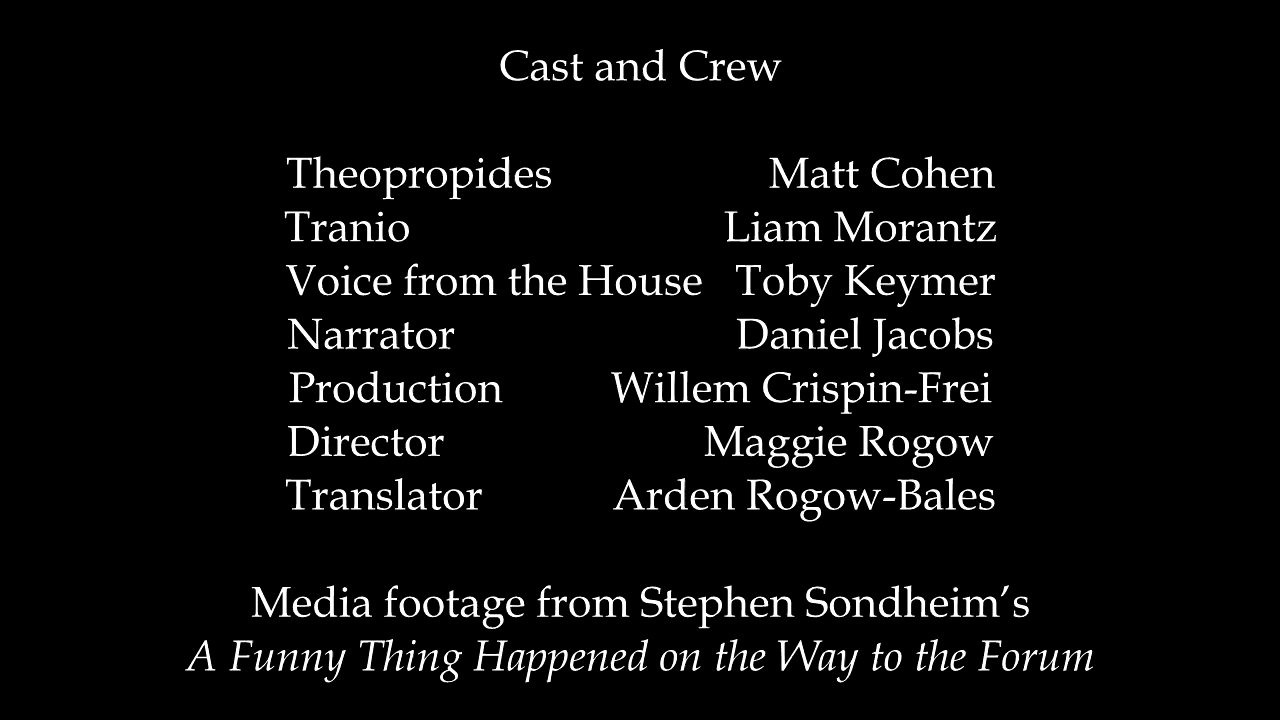 Cast and Crew
Theopropides Matt Cohen
Tranio Liam Morantz
Voice from the House Toby Keymer
Narrator Daniel Jacobs
Production Willem Crispin-Frei
Director Maggie Rogow
Translator Arden Rogow-Bales
Media footage from Stephen Sondheim’s
A Funny Thing Happened on the Way to the Forum